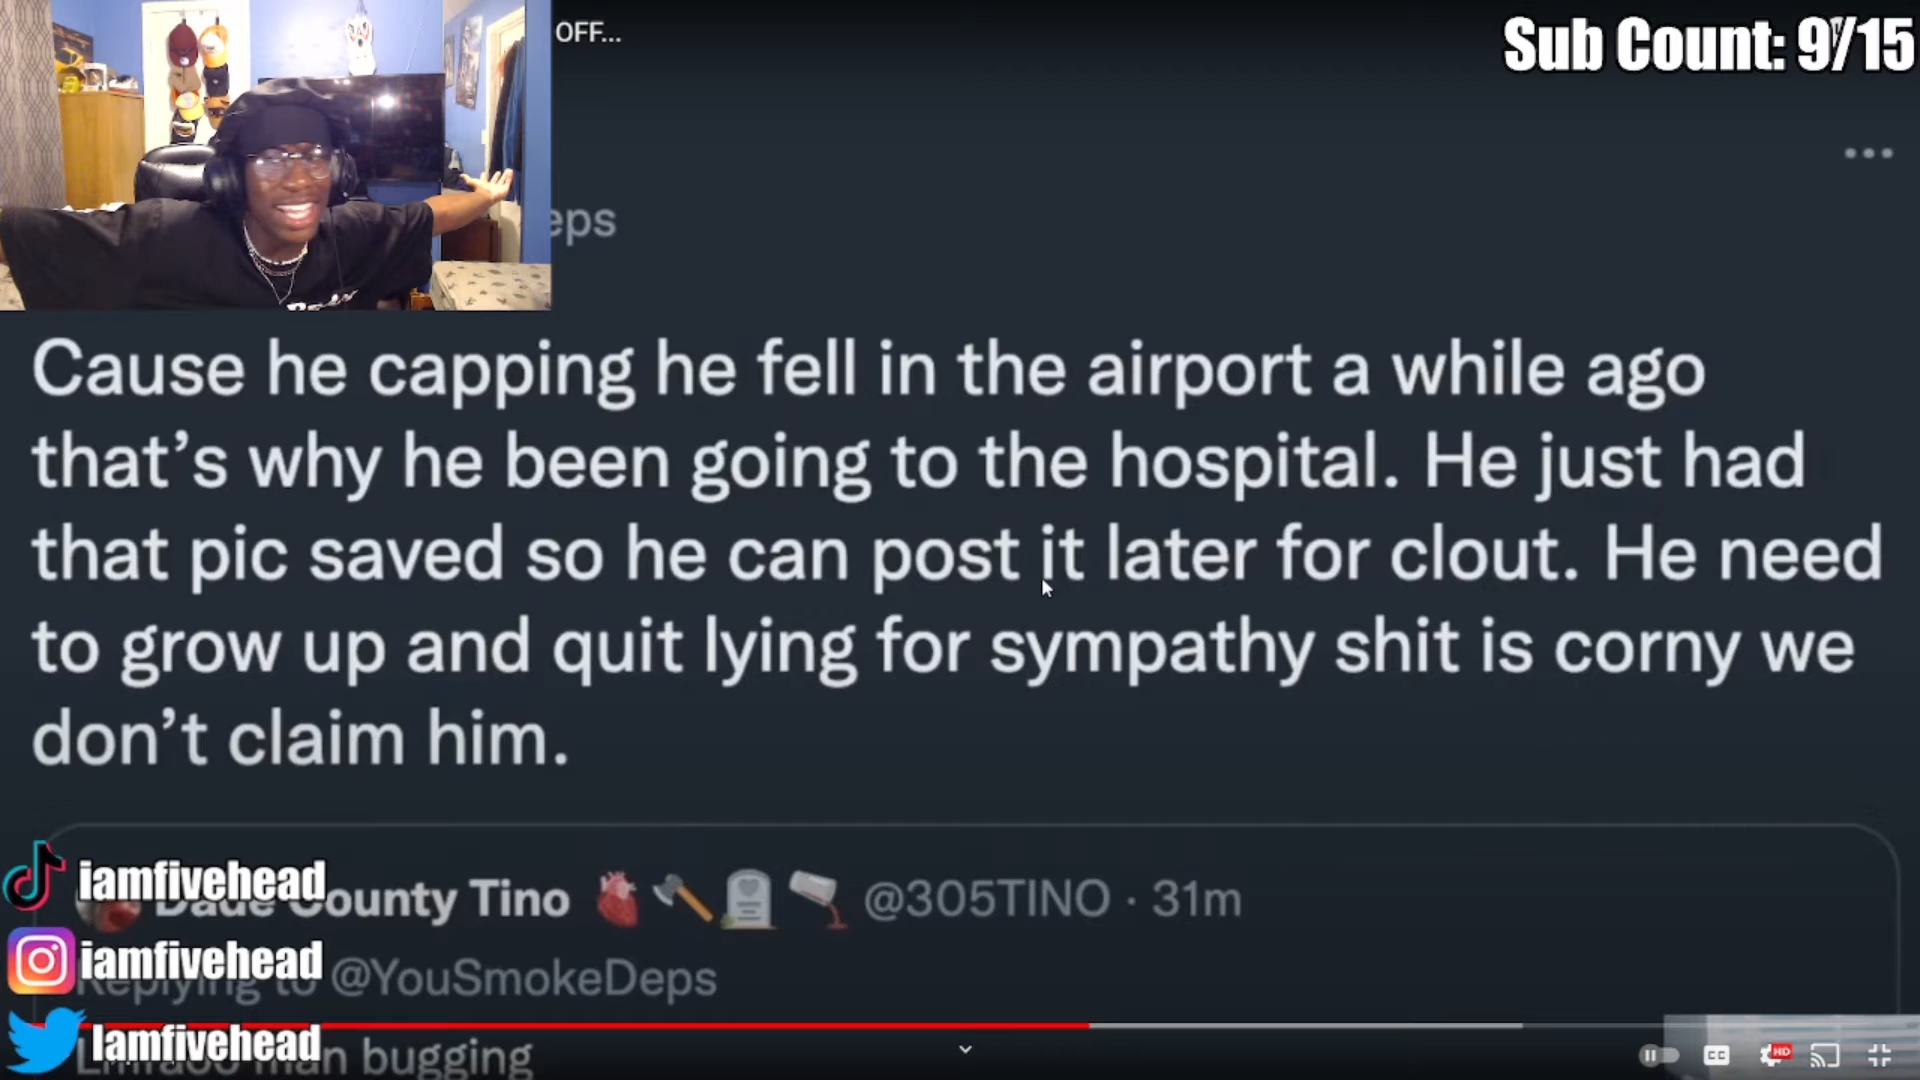 OFF...
Sub Count: 9/15
eps
Cause he capping he fell in the airport a while ago
that's why he been going to the hospital. He just had
that pic saved so he can post it later for clout. He need
to grow up and quit lying for sympathy shit is corny we
don't claim him.
iamfivehead
Dade County Tino @305TINO · 31m
iamfivehead
Replying to @YouSmokeDeps
Iamfivehead
man bugging
CC
HD